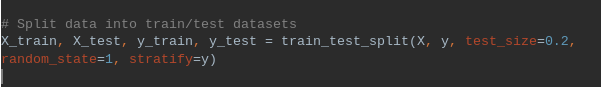 # Split data into train/test datasets
X_train, X_test, y_train, y_test = train_test_split(X, y, test_size=0.2,
random_state=1, stratify=y)